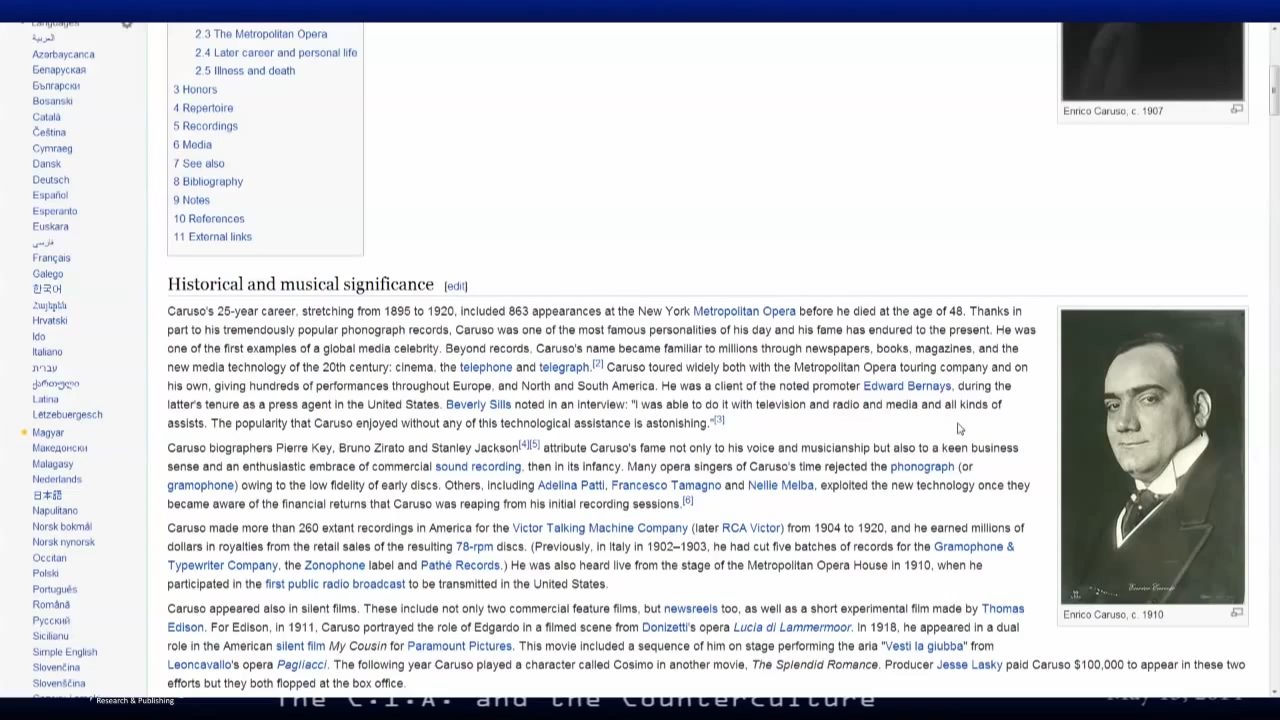 Languages
العربية
Azərbaycanca
Беларуская
Български
Bosanski
Català
Čeština
Cymraeg
Dansk
Deutsch
Español
Esperanto
Euskara
فارسی
Français
Galego
한국어
Հայերեն
Hrvatski
Ido
Italiano
עברית
ქართული
Latina
Lëtzebuergesch
Magyar
Македонски
Malagasy
Nederlands
日本語
Napulitano
Norsk bokmål
Norsk nynorsk
Occitan
Polski
Português
Română
Русский
Sicilianu
Simple English
Slovenčina
Slovenščina
2.3 The Metropolitan Opera
2.4 Later career and personal life
2.5 Illness and death
3 Honors
4 Repertoire
5 Recordings
6 Media
7 See also
8 Bibliography
9 Notes
10 References
11 External links
Enrico Caruso, c. 1907
Historical and musical significance [edit]
Caruso's 25-year career, stretching from 1895 to 1920, included 863 appearances at the New York Metropolitan Opera before he died at the age of 48. Thanks in
part to his tremendously popular phonograph records, Caruso was one of the most famous personalities of his day and his fame has endured to the present. He was
one of the first examples of a global media celebrity. Beyond records, Caruso's name became familiar to millions through newspapers, books, magazines, and the
new media technology of the 20th century: cinema, the telephone and telegraph.[2] Caruso toured widely both with the Metropolitan Opera touring company and on
his own, giving hundreds of performances throughout Europe, and North and South America. He was a client of the noted promoter Edward Bernays, during the
latter's tenure as a press agent in the United States. Beverly Sills noted in an interview: "I was able to do it with television and radio and media and all kinds of
assists. The popularity that Caruso enjoyed without any of this technological assistance is astonishing."[3]
Caruso biographers Pierre Key, Bruno Zirato and Stanley Jackson[4][5] attribute Caruso's fame not only to his voice and musicianship but also to a keen business
sense and an enthusiastic embrace of commercial sound recording, then in its infancy. Many opera singers of Caruso's time rejected the phonograph (or
gramophone) owing to the low fidelity of early discs. Others, including Adelina Patti, Francesco Tamagno and Nellie Melba, exploited the new technology once they
became aware of the financial returns that Caruso was reaping from his initial recording sessions.[6]
Caruso made more than 260 extant recordings in America for the Victor Talking Machine Company (later RCA Victor) from 1904 to 1920, and he earned millions of
dollars in royalties from the retail sales of the resulting 78-rpm discs. (Previously, in Italy in 1902–1903, he had cut five batches of records for the Gramophone &
Typewriter Company, the Zonophone label and Pathé Records.) He was also heard live from the stage of the Metropolitan Opera House in 1910, when he
participated in the first public radio broadcast to be transmitted in the United States.
Caruso appeared also in silent films. These include not only two commercial feature films, but newsreels too, as well as a short experimental film made by Thomas
Edison. For Edison, in 1911, Caruso portrayed the role of Edgardo in a filmed scene from Donizetti's opera Lucia di Lammermoor. In 1918, he appeared in a dual
role in the American silent film My Cousin for Paramount Pictures. This movie included a sequence of him on stage performing the aria "Vesti la giubba" from
Leoncavallo's opera Pagliacci. The following year Caruso played a character called Cosimo in another movie, The Splendid Romance. Producer Jesse Lasky paid Caruso $100,000 to appear in these two
efforts but they both flopped at the box office.
Enrico Caruso, c. 1910
Research & Publishing
The C.I.A. and the Counterculture